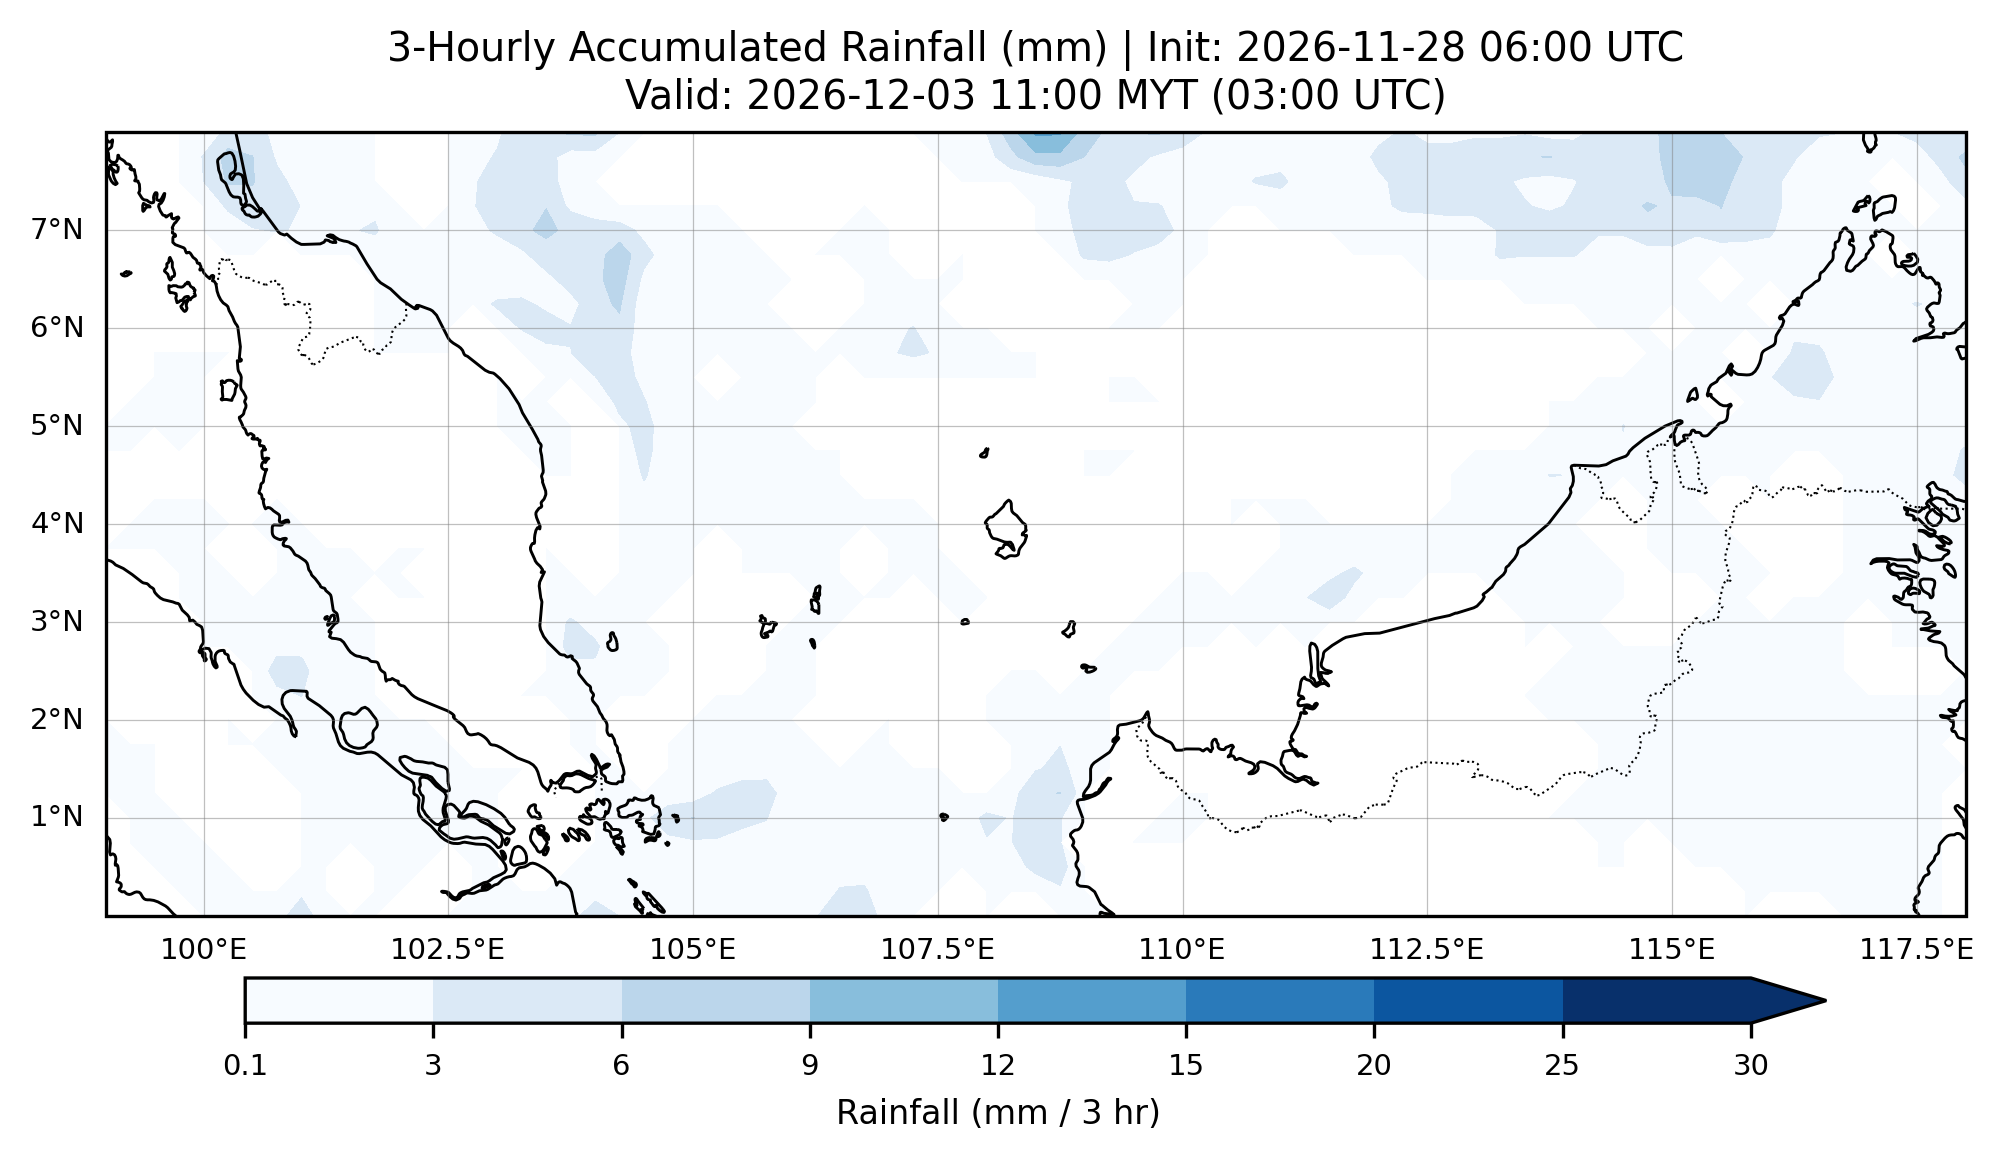 3-Hourly Accumulated Rainfall (mm) | Init: 2026-11-28 06:00 UTC
Valid: 2026-12-03 11:00 MYT (03:00 UTC)
7°N
6°N
5°N
4°N
3°N
2°N
1°N
100°E 102.5°E 105°E 107.5°E 110°E 112.5°E 115°E 117.5°E
0.1 3 6 9 12 15 20 25 30
Rainfall (mm / 3 hr)